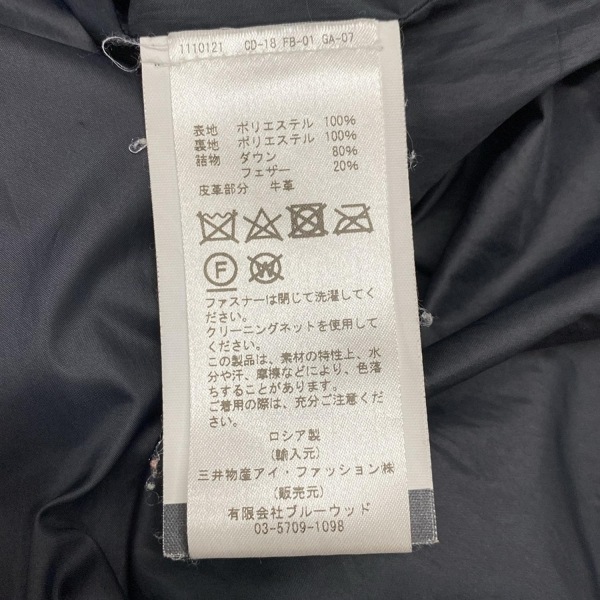 1110121 CD-18 FB-01 GA-07
表地 ポリエステル 100%
裏地 ポリエステル 100%
詰物 ダウン 80%
フェザー 20%
皮革部分 牛革
F W
ファスナーは閉じて洗濯してく
ださい。
クリーニングネットを使用して
ください。
この製品は、素材の特性上、水
分や汗、摩擦などにより、色落
ちすることがあります。
ご着用の際は、充分ご注意くだ
さい。
ロシア製
(輸入元)
三井物産アイ・ファッション㈱
(販売元)
有限会社ブルーウッド
03-5709-1098